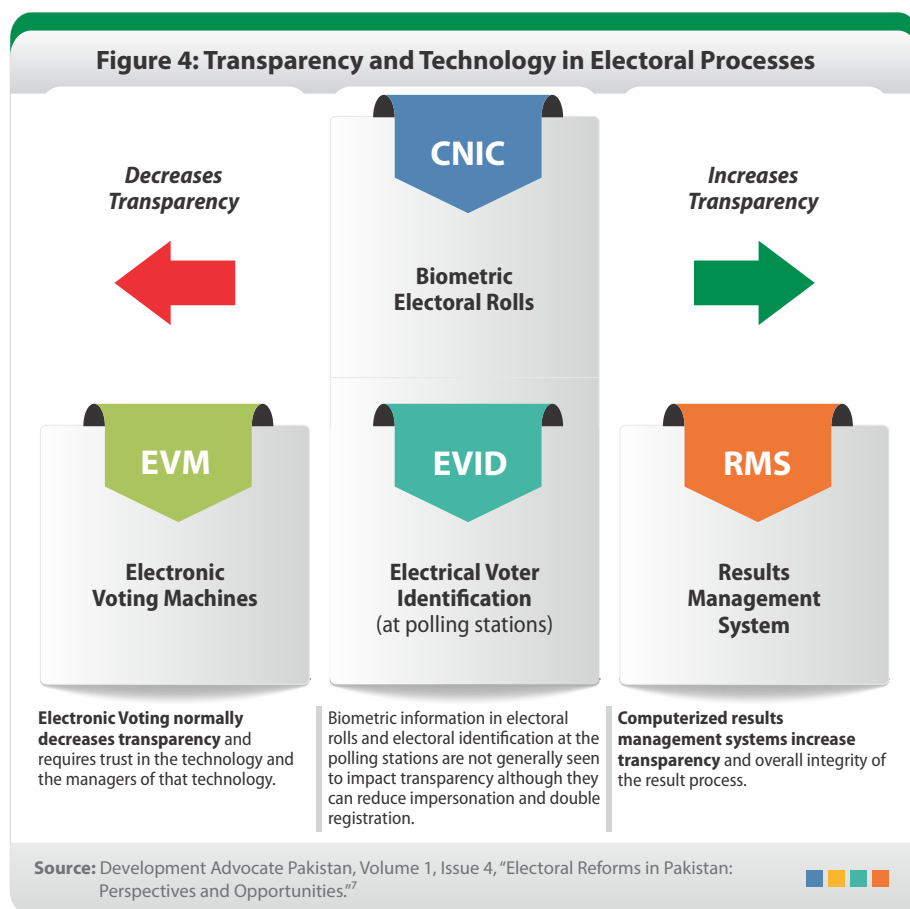 Figure 4: Transparency and Technology in Electoral Processes
Decreases
Transparency
CNIC
Biometric
Electoral Rolls
Increases
Transparency
EVM
Electronic
Voting Machines
EVID
Electrical Voter
Identification
(at polling stations)
RMS
Results
Management
System
Electronic Voting normally
decreases transparency and
requires trust in the technology and
the managers of that technology.
Biometric information in electoral
rolls and electoral identification at the
polling stations are not generally seen
to impact transparency although they
can reduce impersonation and double
registration.
Computerized results
management systems increase
transparency and overall integrity of
the result process.
Source: Development Advocate Pakistan, Volume 1, Issue 4, “Electoral Reforms in Pakistan:
Perspectives and Opportunities.”7